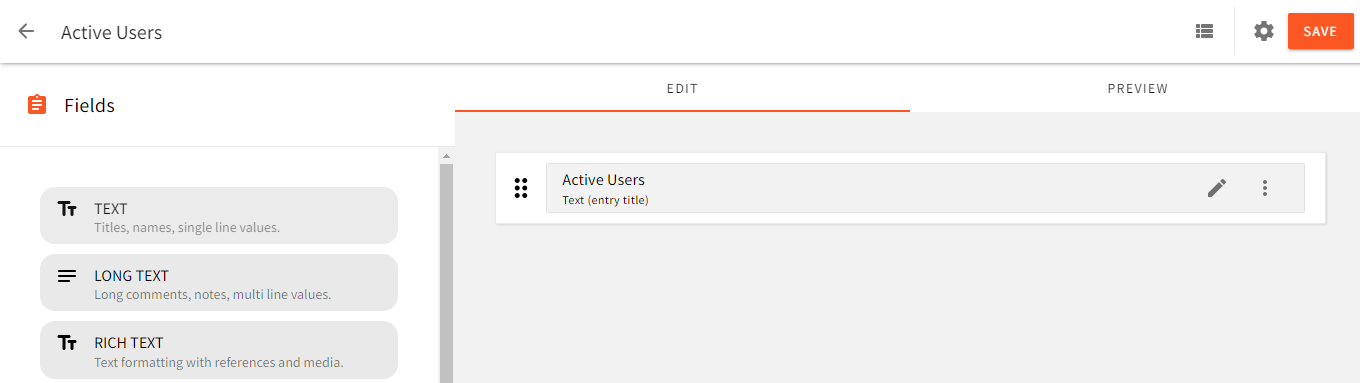 Active Users
SAVE
Fields
EDIT
PREVIEW
TEXT
Titles, names, single line values.
LONG TEXT
Long comments, notes, multi line values.
RICH TEXT
Text formatting with references and media.
Active Users
Text (entry title)